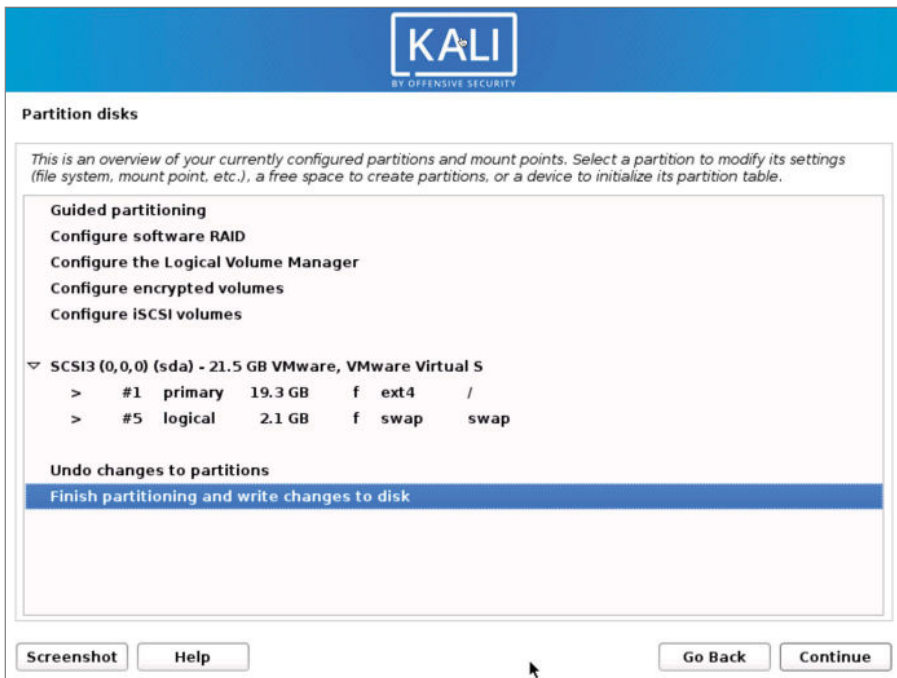 KALI
BY OFFENSIVE SECURITY
Partition disks
This is an overview of your currently configured partitions and mount points. Select a partition to modify its settings
(file system, mount point, etc.), a free space to create partitions, or a device to initialize its partition table.
Guided partitioning
Configure software RAID
Configure the Logical Volume Manager
Configure encrypted volumes
Configure iSCSI volumes
SCSI3 (0,0,0) (sda) - 21.5 GB VMware, VMware Virtual S
> #1 primary 19.3 GB f ext4 /
> #5 logical 2.1 GB f swap swap
Undo changes to partitions
Finish partitioning and write changes to disk
Screenshot Help Go Back Continue